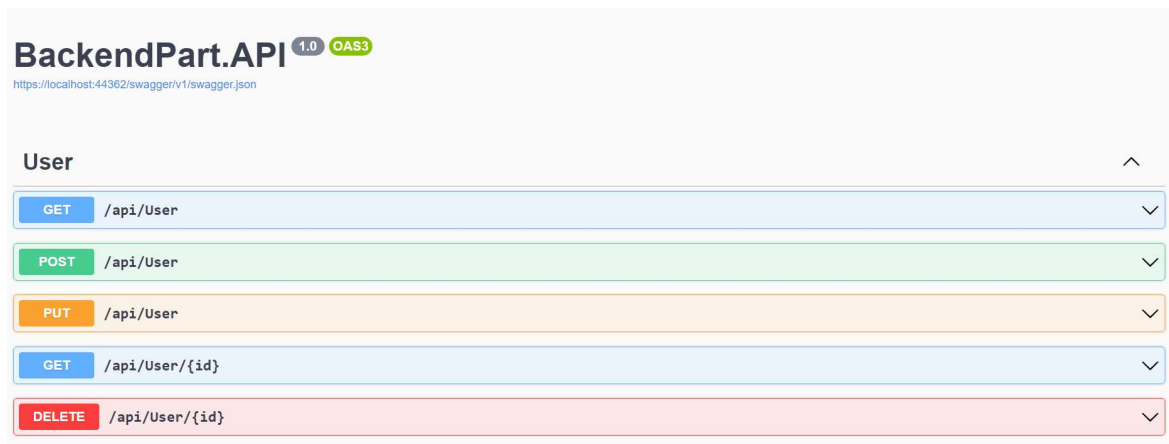 BackendPart.API 1.0 OAS3
https://localhost:44362/swagger/v1/swagger.json
User
GET /api/User
POST /api/User
PUT /api/User
GET /api/User/{id}
DELETE /api/User/{id}